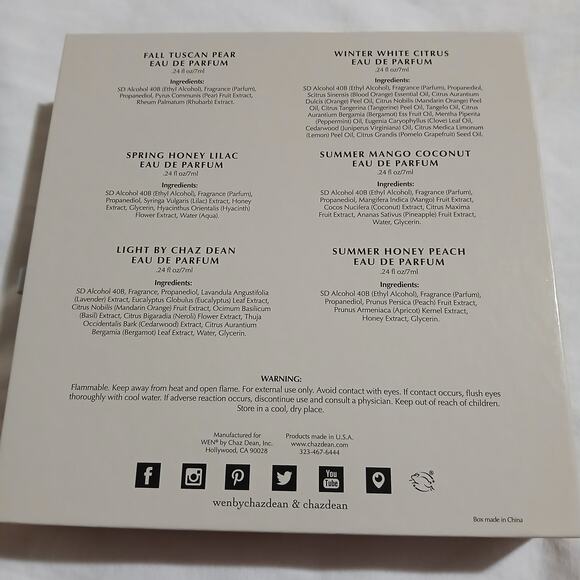 FALL TUSCAN PEAR
EAU DE PARFUM
.24 fl oz/7ml
Ingredients:
SD Alcohol 40B (Ethyl Alcohol), Fragrance (Parfum),
Propanediol, Pyrus Communis (Pear) Fruit Extract,
Rheum Palmatum (Rhubarb) Extract.
WINTER WHITE CITRUS
EAU DE PARFUM
.24 fl oz/7ml
Ingredients:
SD Alcohol 40B (Ethyl Alcohol), Fragrance (Parfum), Propanediol,
Scitrus Sinensis (Blood Orange) Essential Oil, Citrus Aurantium
Dulcis (Orange) Peel Oil, Citrus Nobilis (Mandarin Orange) Peel
Oil, Citrus Tangerina (Tangerine) Peel Oil, Tangelo Oil, Citrus
Aurantium Bergamia (Bergamot) Ess Fruit Oil, Mentha Piperita
(Peppermint) Oil, Eugenia Caryophyllus (Clove) Leaf Oil,
Cedarwood (Juniperus Virginiana) Oil, Citrus Medica Limonum
(Lemon) Peel Oil, Citrus Grandis (Pomelo Grapefruit) Seed Oil.
SPRING HONEY LILAC
EAU DE PARFUM
.24 fl oz/7ml
Ingredients:
SD Alcohol 40B (Ethyl Alcohol), Fragrance (Parfum),
Propanediol, Syringa Vulgaris (Lilac) Extract, Honey
Extract, Glycerin, Hyacinthus Orientalis (Hyacinth)
Flower Extract, Water (Aqua).
SUMMER MANGO COCONUT
EAU DE PARFUM
.24 fl oz/7ml
Ingredients:
SD Alcohol 40B (Ethyl Alcohol), Fragrance (Parfum),
Propanediol, Mangifera Indica (Mango) Fruit Extract,
Cocos Nucifera (Coconut) Extract, Citrus Maxima
Fruit Extract, Ananas Sativus (Pineapple) Fruit Extract,
Water, Glycerin.
LIGHT BY CHAZ DEAN
EAU DE PARFUM
.24 fl oz/7ml
Ingredients:
SD Alcohol 40B, Fragrance, Propanediol, Lavandula Angustifolia
(Lavender) Extract, Eucalyptus Globulus (Eucalyptus) Leaf Extract,
Citrus Nobilis (Mandarin Orange) Fruit Extract, Ocimum Basilicum
(Basil) Extract, Citrus Bigaradia (Neroli) Flower Extract, Thuja
Occidentalis Bark (Cedarwood) Extract, Citrus Aurantium
Bergamia (Bergamot) Leaf Extract, Water, Glycerin.
SUMMER HONEY PEACH
EAU DE PARFUM
.24 fl oz/7ml
Ingredients:
SD Alcohol 40B (Ethyl Alcohol), Fragrance (Parfum),
Propanediol, Prunus Persica (Peach) Fruit Extract,
Prunus Armeniaca (Apricot) Kernel Extract,
Honey Extract, Glycerin.
WARNING:
Flammable. Keep away from heat and open flame. For external use only. Avoid contact with eyes. If contact occurs, flush eyes
thoroughly with cool water. If adverse reaction occurs, discontinue use and consult a physician. Keep out of reach of children.
Store in a cool, dry place.
Manufactured for
WEN® by Chaz Dean, Inc.
Hollywood, CA 90028
Products made in U.S.A.
www.chazdean.com
323-467-6444
You
Tube
wenbychazdean & chazdean
Box made in China